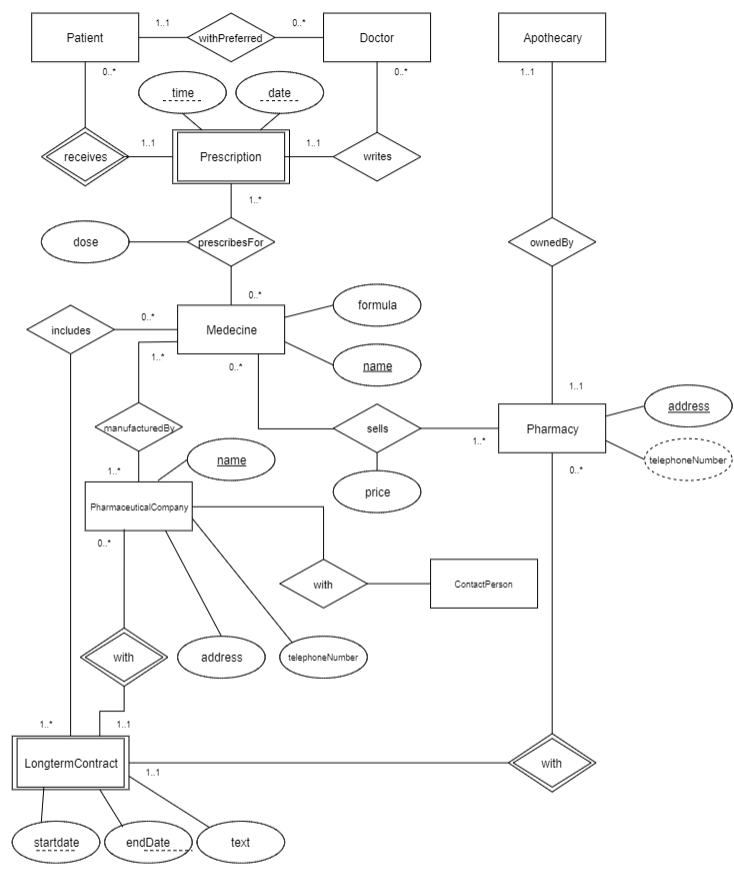 1..1
0..*
Patient
withPreferred
Doctor
Apothecary
0..*
0..*
1..1
time
date
1..1
1..1
receives
Prescription
writes
1..*
dose
prescribesFor
ownedBy
0..*
formula
0..*
includes
Medecine
1..*
0..*
name
1..1
address
manufacturedBy
sells
Pharmacy
1..*
name
telephoneNumber
1..*
0..*
price
PharmaceuticalCompany
0..*
with
ContactPerson
with
address
telephoneNumber
1..*
1..1
LongtermContract
1..1
with
startdate
endDate
text